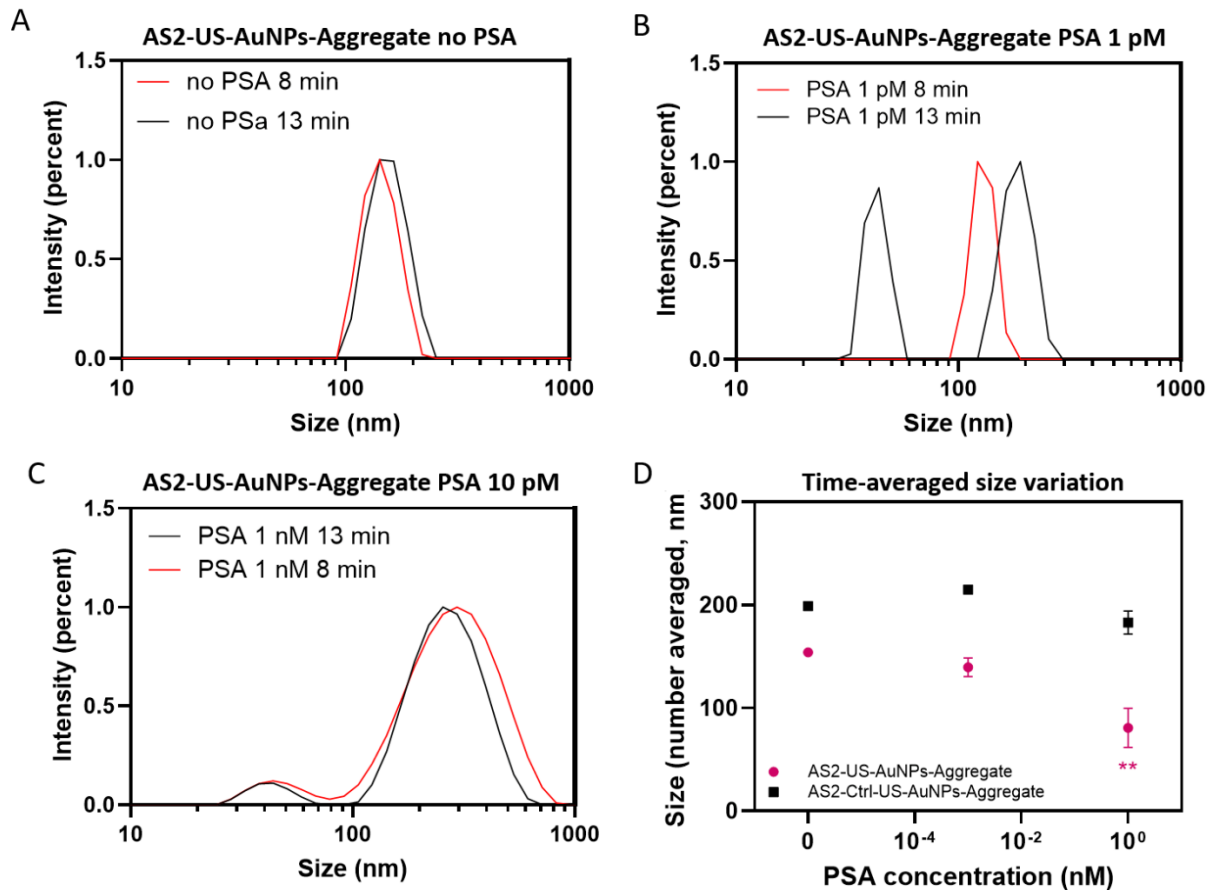 A
AS2-US-AuNPs-Aggregate no PSA
1.5
1.0
0.5
0.0
Intensity (percent)
no PSA 8 min
no PSa 13 min
10
100
1000
Size (nm)
B
AS2-US-AuNPs-Aggregate PSA 1 pM
1.5
1.0
0.5
0.0
Intensity (percent)
PSA 1 pM 8 min
PSA 1 pM 13 min
10
100
1000
Size (nm)
C
AS2-US-AuNPs-Aggregate PSA 10 pM
1.5
1.0
0.5
0.0
Intensity (percent)
PSA 1 nM 13 min
PSA 1 nM 8 min
10
100
1000
Size (nm)
D
Time-averaged size variation
300
200
100
0
Size (number averaged, nm
**
AS2-US-AuNPs-Aggregate
AS2-Ctrl-US-AuNPs-Aggregate
0
10⁻⁴
10⁻²
10⁰
PSA concentration (nM)